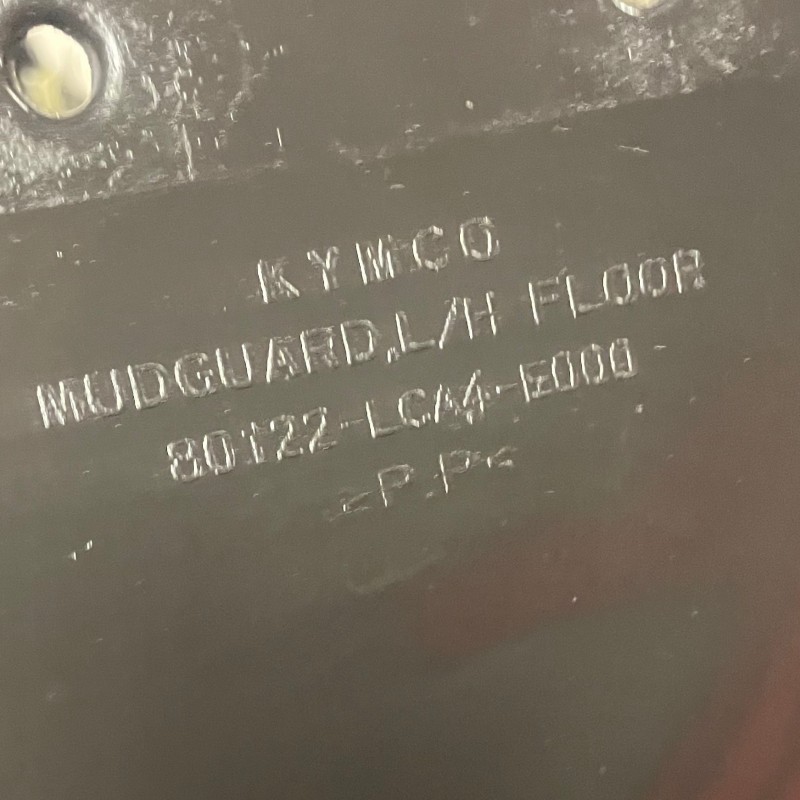 KYMCO
MUDGUARD,L/H FLOOR
80122-LCA4-E000
>P.P<